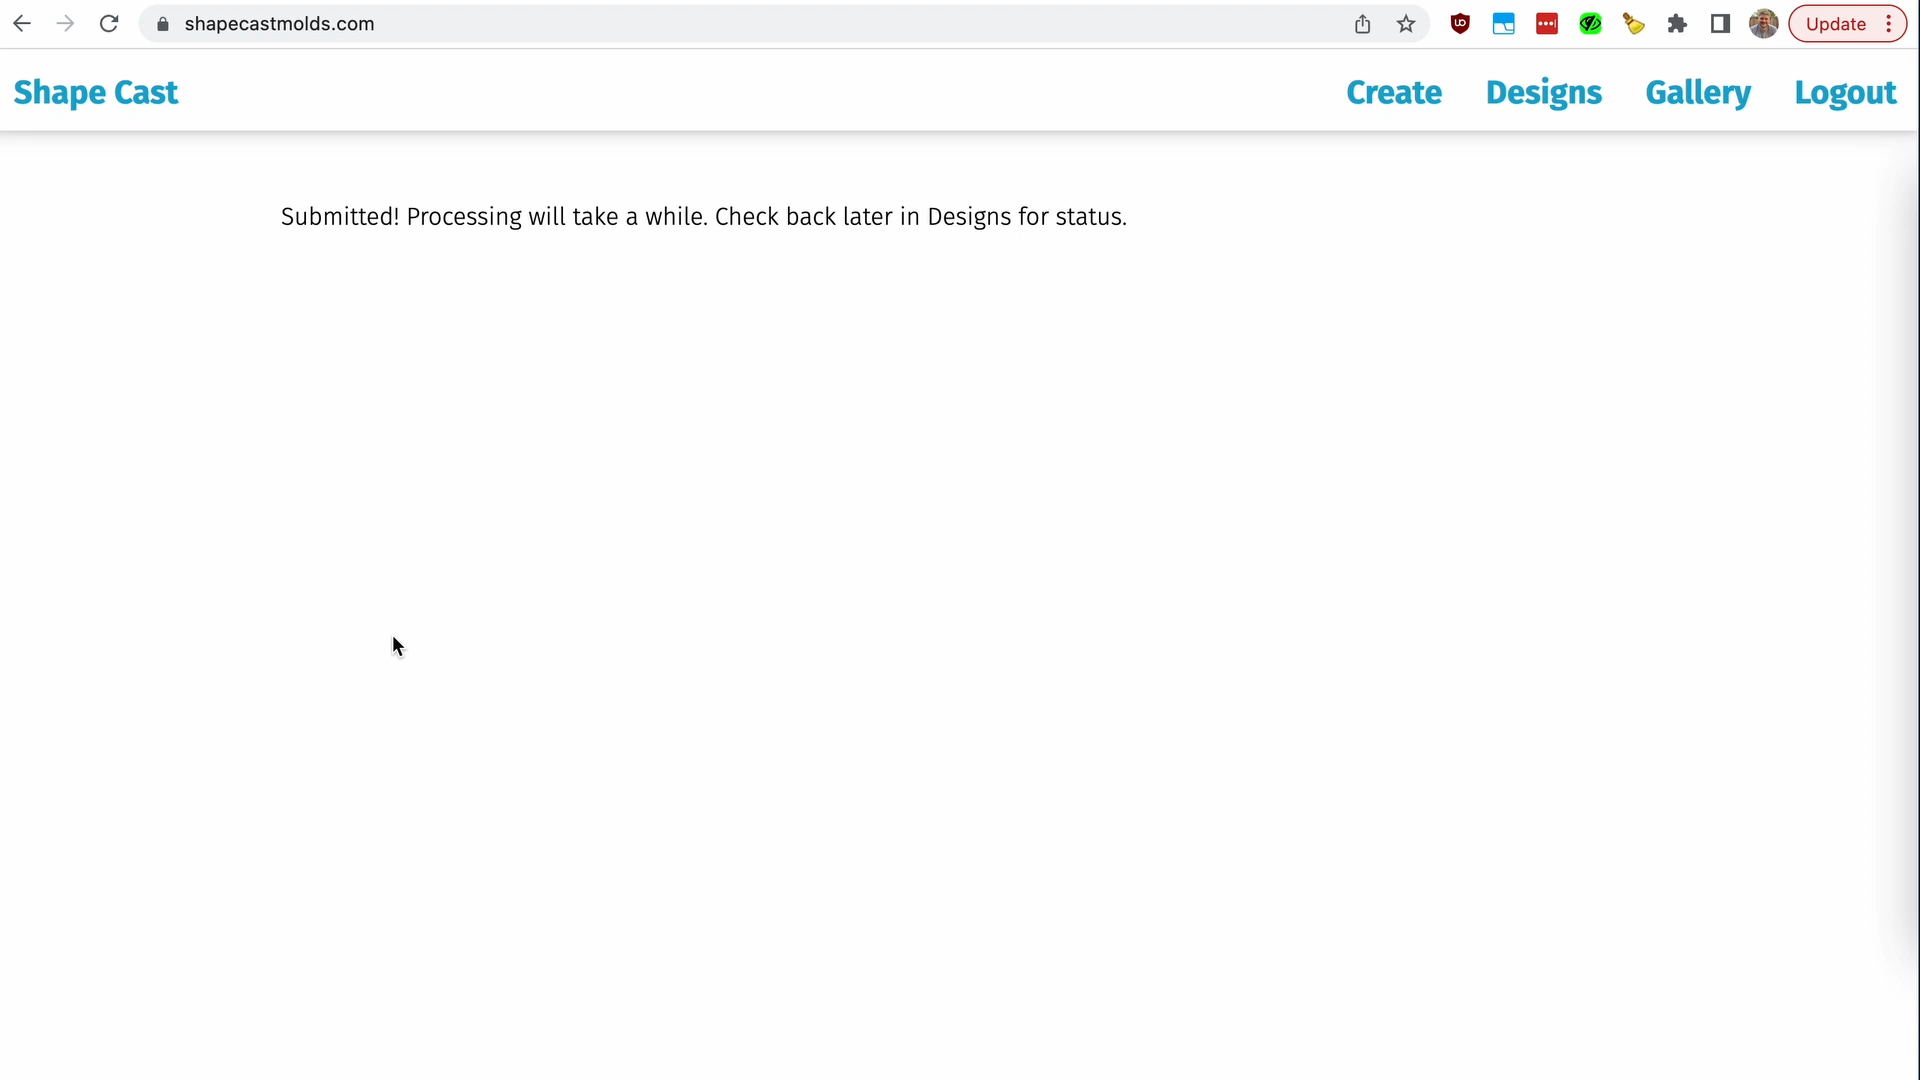 shapecastmolds.com
Update
Shape Cast
Create Designs Gallery Logout
Submitted! Processing will take a while. Check back later in Designs for status.